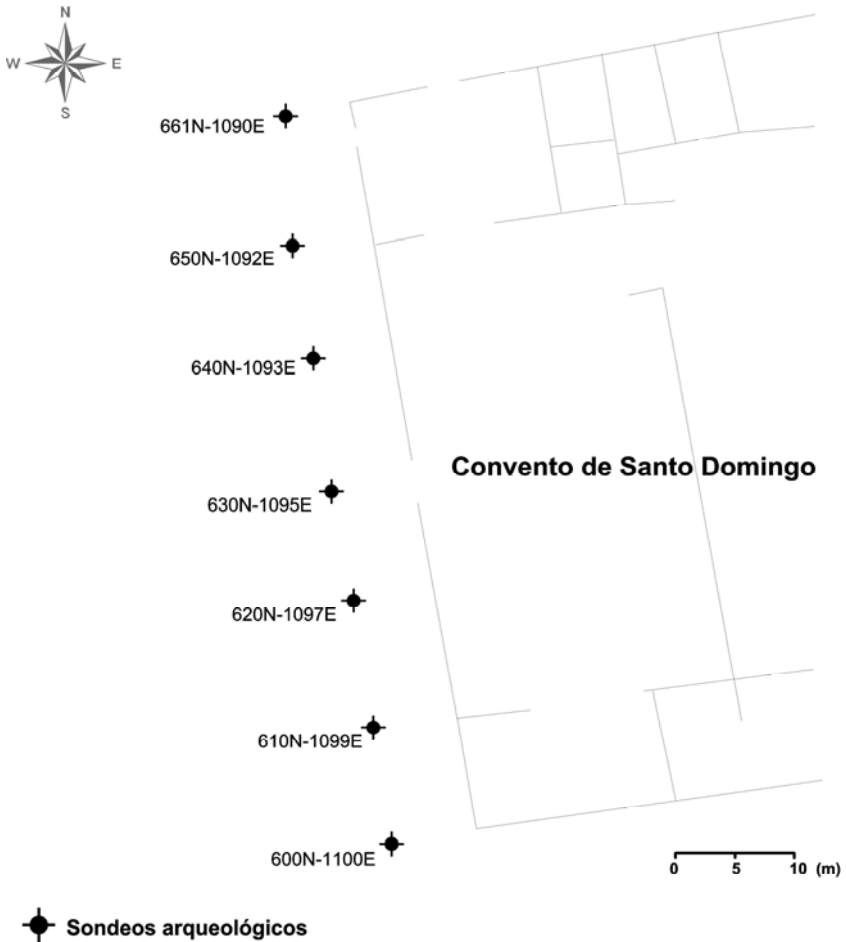 N
W E
S
661N-1090E
650N-1092E
640N-1093E
Convento de Santo Domingo
630N-1095E
620N-1097E
610N-1099E
600N-1100E
0 5 10 (m)
Sondeos arqueológicos